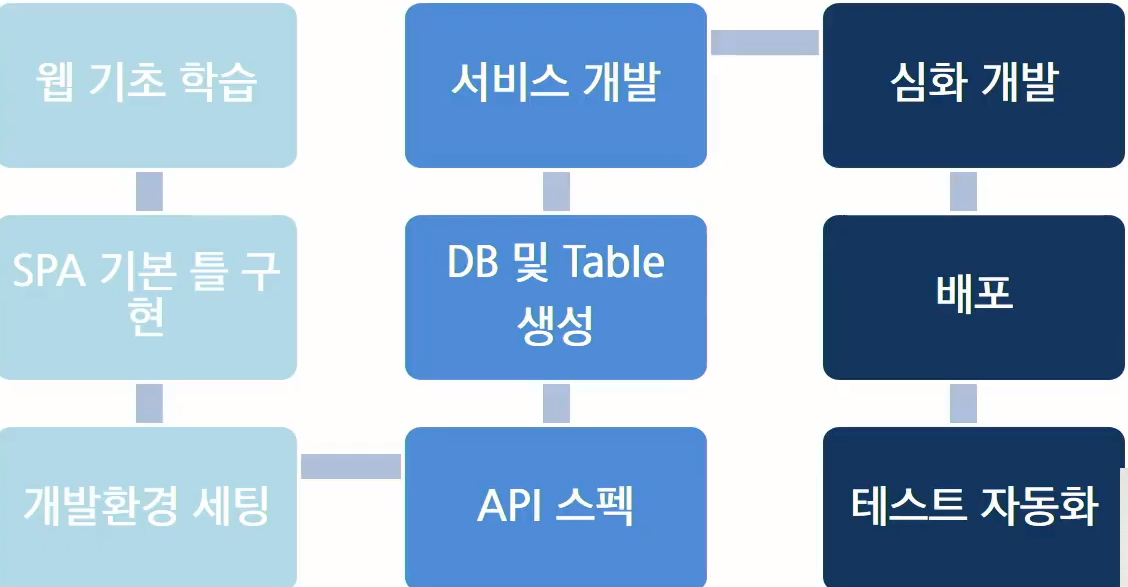 웹 기초 학습
SPA 기본 틀 구
현
개발환경 세팅
API 스펙
DB 및 Table
생성
서비스 개발
심화 개발
배포
테스트 자동화